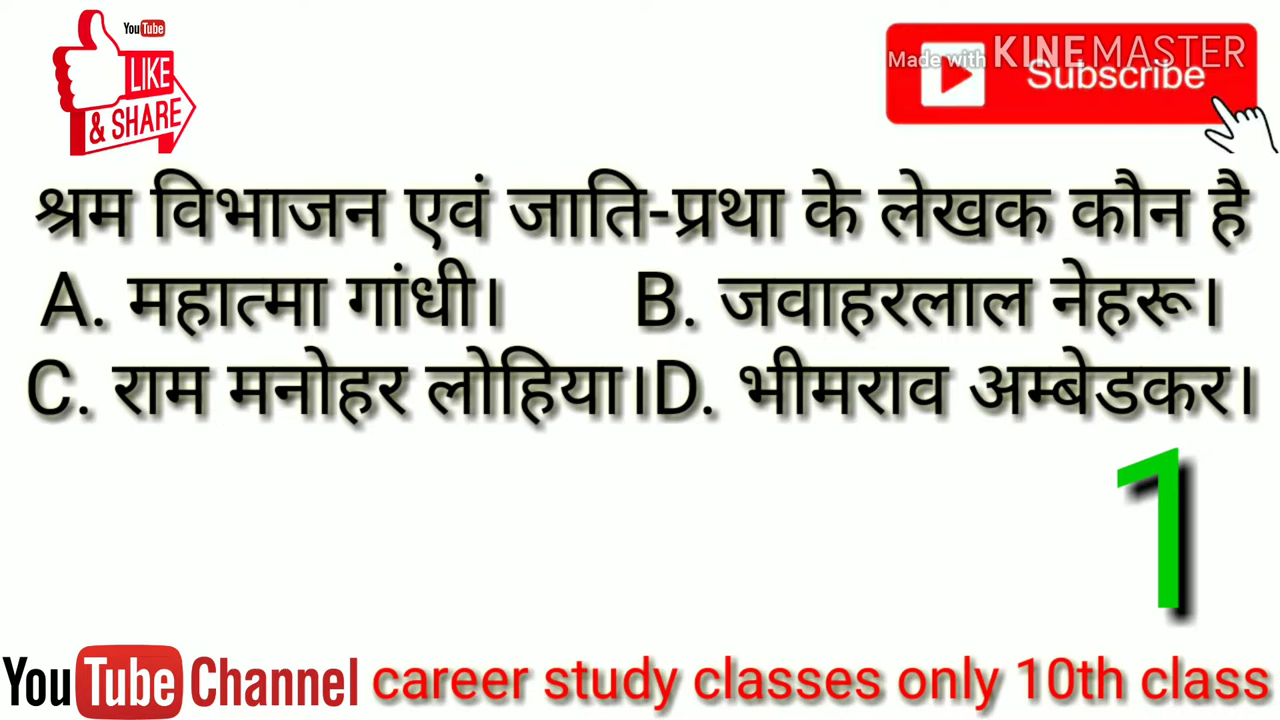 YouTube
LIKE
& SHARE
Made with KINEMASTER
Subscribe
श्रम विभाजन एवं जाति-प्रथा के लेखक कौन है
A. महात्मा गांधी। B. जवाहरलाल नेहरू।
C. राम मनोहर लोहिया। D. भीमराव अम्बेडकर।
1
YouTube Channel career study classes only 10th class